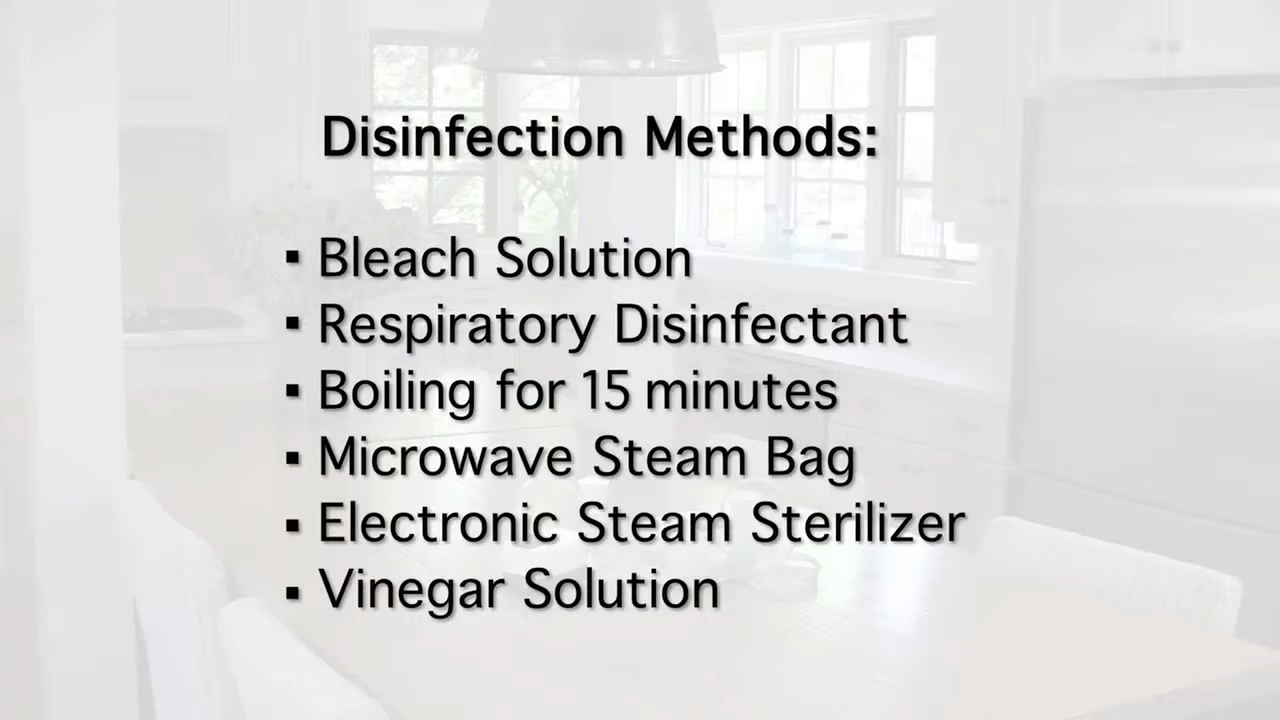 Disinfection Methods:
▪ Bleach Solution
▪ Respiratory Disinfectant
▪ Boiling for 15 minutes
▪ Microwave Steam Bag
▪ Electronic Steam Sterilizer
▪ Vinegar Solution